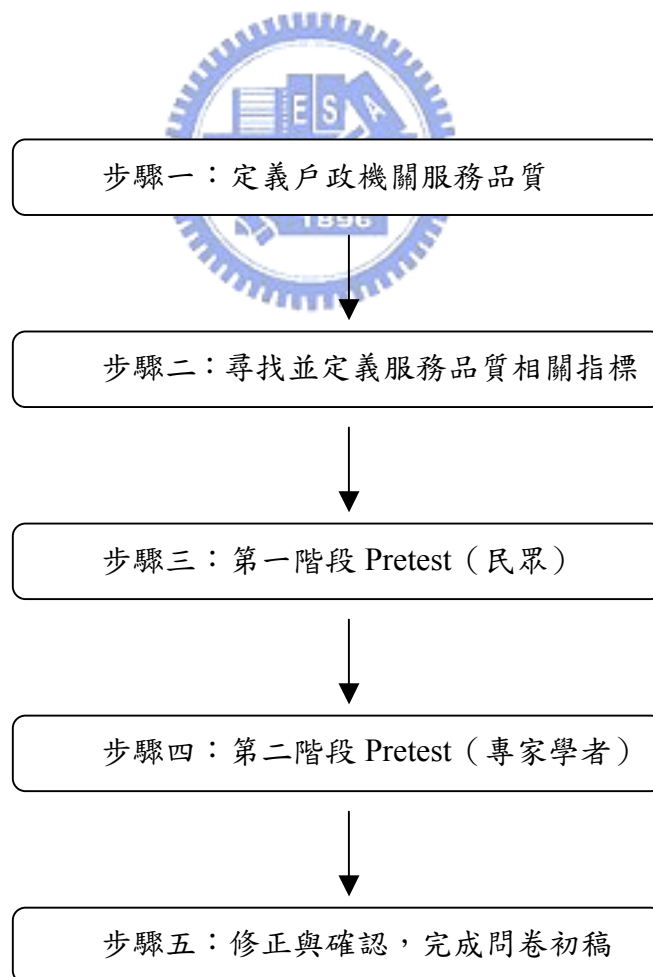 ESA
步驟一：定義戶政機關服務品質
1896
步驟二：尋找並定義服務品質相關指標
步驟三：第一階段 Pretest（民眾）
步驟四：第二階段 Pretest（專家學者）
步驟五：修正與確認，完成問卷初稿